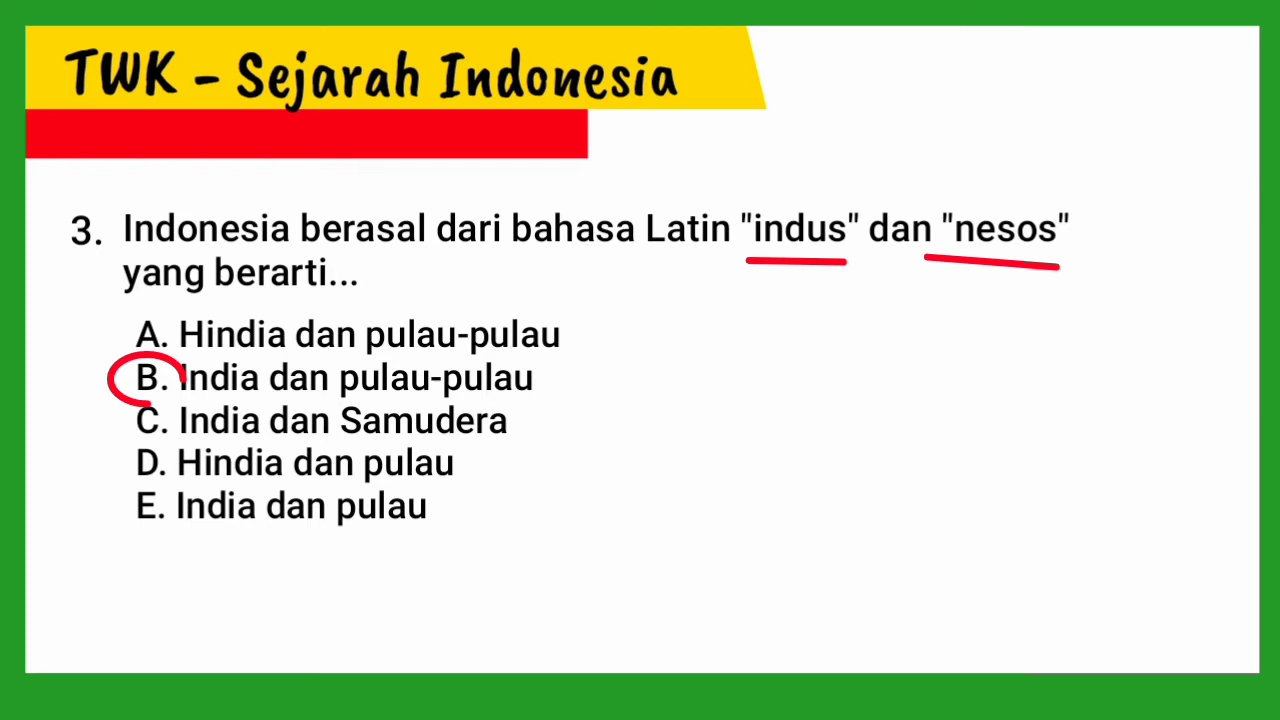 TWK - Sejarah Indonesia
3. Indonesia berasal dari bahasa Latin "indus" dan "nesos"
yang berarti...
A. Hindia dan pulau-pulau
B. India dan pulau-pulau
C. India dan Samudera
D. Hindia dan pulau
E. India dan pulau